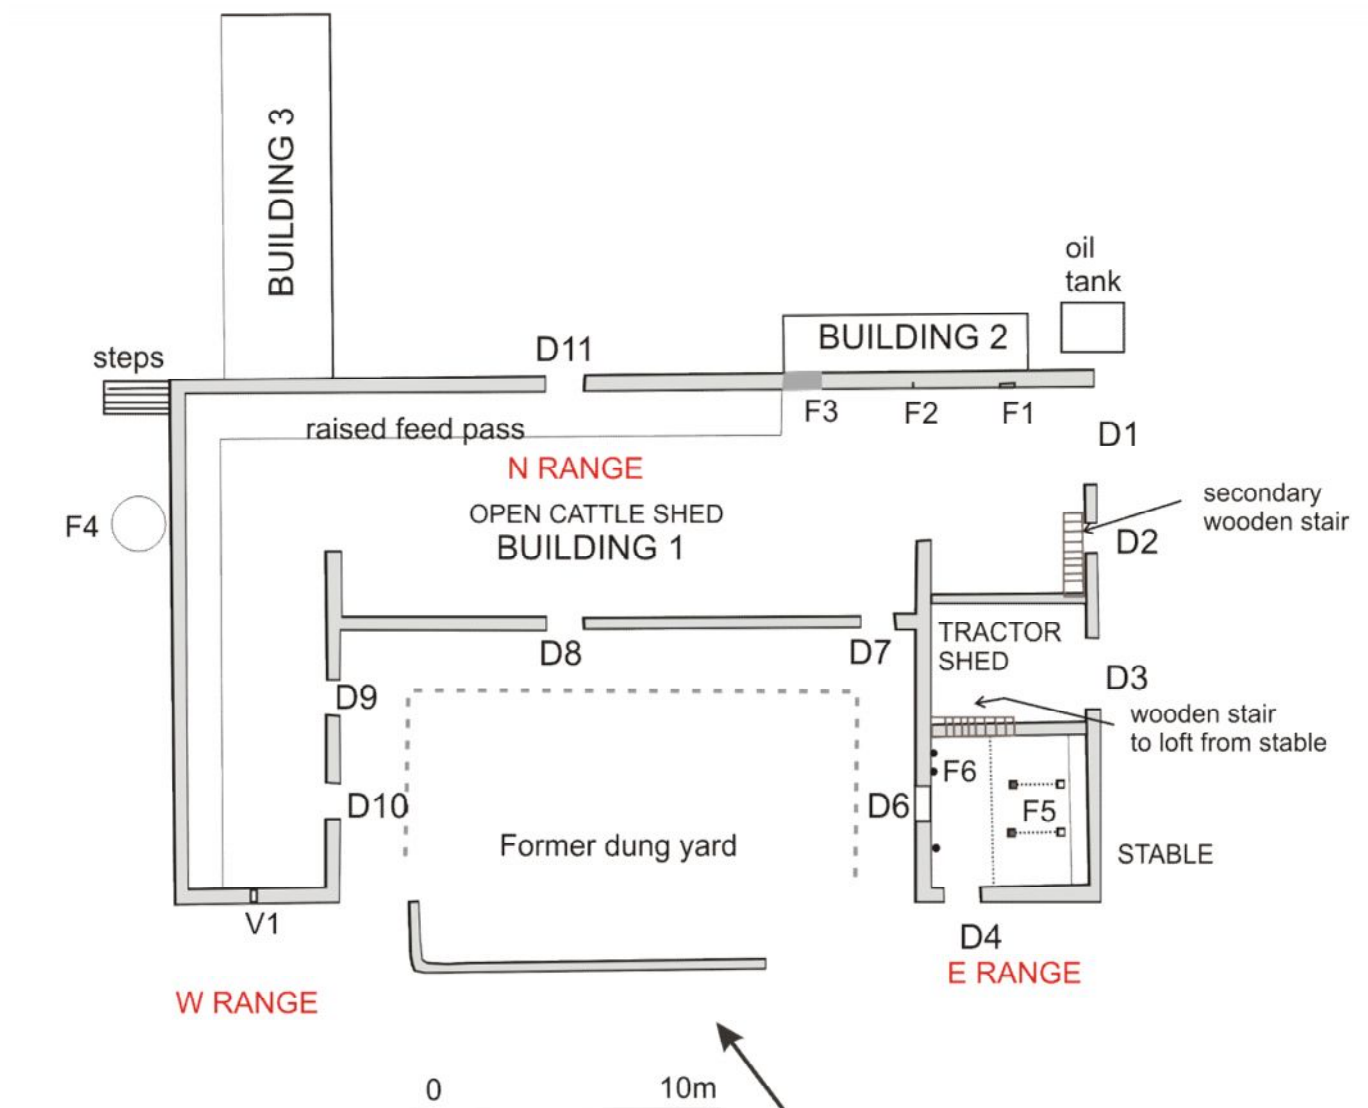 BUILDING 3
oil
tank
BUILDING 2
steps
D11
F3
F2
F1
raised feed pass
D1
N RANGE
OPEN CATTLE SHED
BUILDING 1
secondary
wooden stair
F4
D2
TRACTOR
SHED
D8
D7
D3
D9
wooden stair
to loft from stable
F6
D10
D6
F5
Former dung yard
STABLE
V1
D4
E RANGE
W RANGE
0
10m